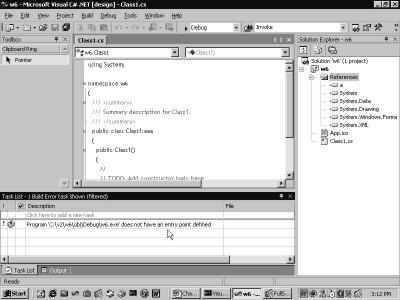 w6 - Microsoft Visual C# .NET [design] - Class1.cs
File Edit View Project Build Debug Tools Window Help
Debug
Invoke
Toolbox
Clipboard Ring
Pointer
Class1.cs
w6.Class1
Class1()
using System;
namespace w6
{
/// <summary>
/// Summary description for Class1.
/// </summary>
public class Class1:aaa
{
public Class1()
{
//
// TODO: Add constructor logic here
Solution Explorer - w6
Solution 'w6' (1 project)
w6
References
a
System
System.Data
System.Drawing
System.Windows.Forms
System.XML
App.ico
Class1.cs
Task List - 1 Build Error task shown (filtered)
! Description File
Click here to add a new task
Program 'C:\v2\w6\obj\Debug\w6.exe' does not have an entry point defined
Task List Output
Ready
Start
Cha...
w6 - ...
FullS...
3:12 PM